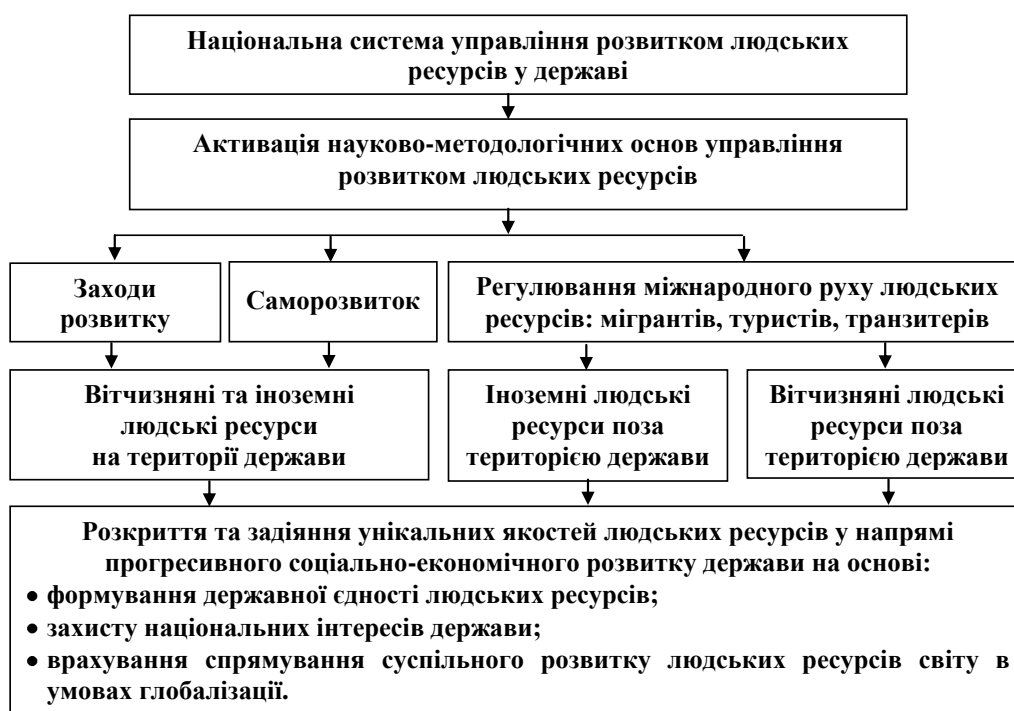 Національна система управління розвитком людських
ресурсів у державі
Активація науково-методологічних основ управління
розвитком людських ресурсів
Заходи
розвитку
Саморозвиток
Регулювання міжнародного руху людських
ресурсів: мігрантів, туристів, транзитерів
Вітчизняні та іноземні
людські ресурси
на території держави
Іноземні людські
ресурси поза
територією держави
Вітчизняні людські
ресурси поза
територією держави
Розкриття та задіяння унікальних якостей людських ресурсів у напрямі
прогресивного соціально-економічного розвитку держави на основі:
• формування державної єдності людських ресурсів;
• захисту національних інтересів держави;
• врахування спрямування суспільного розвитку людських ресурсів світу в
умовах глобалізації.